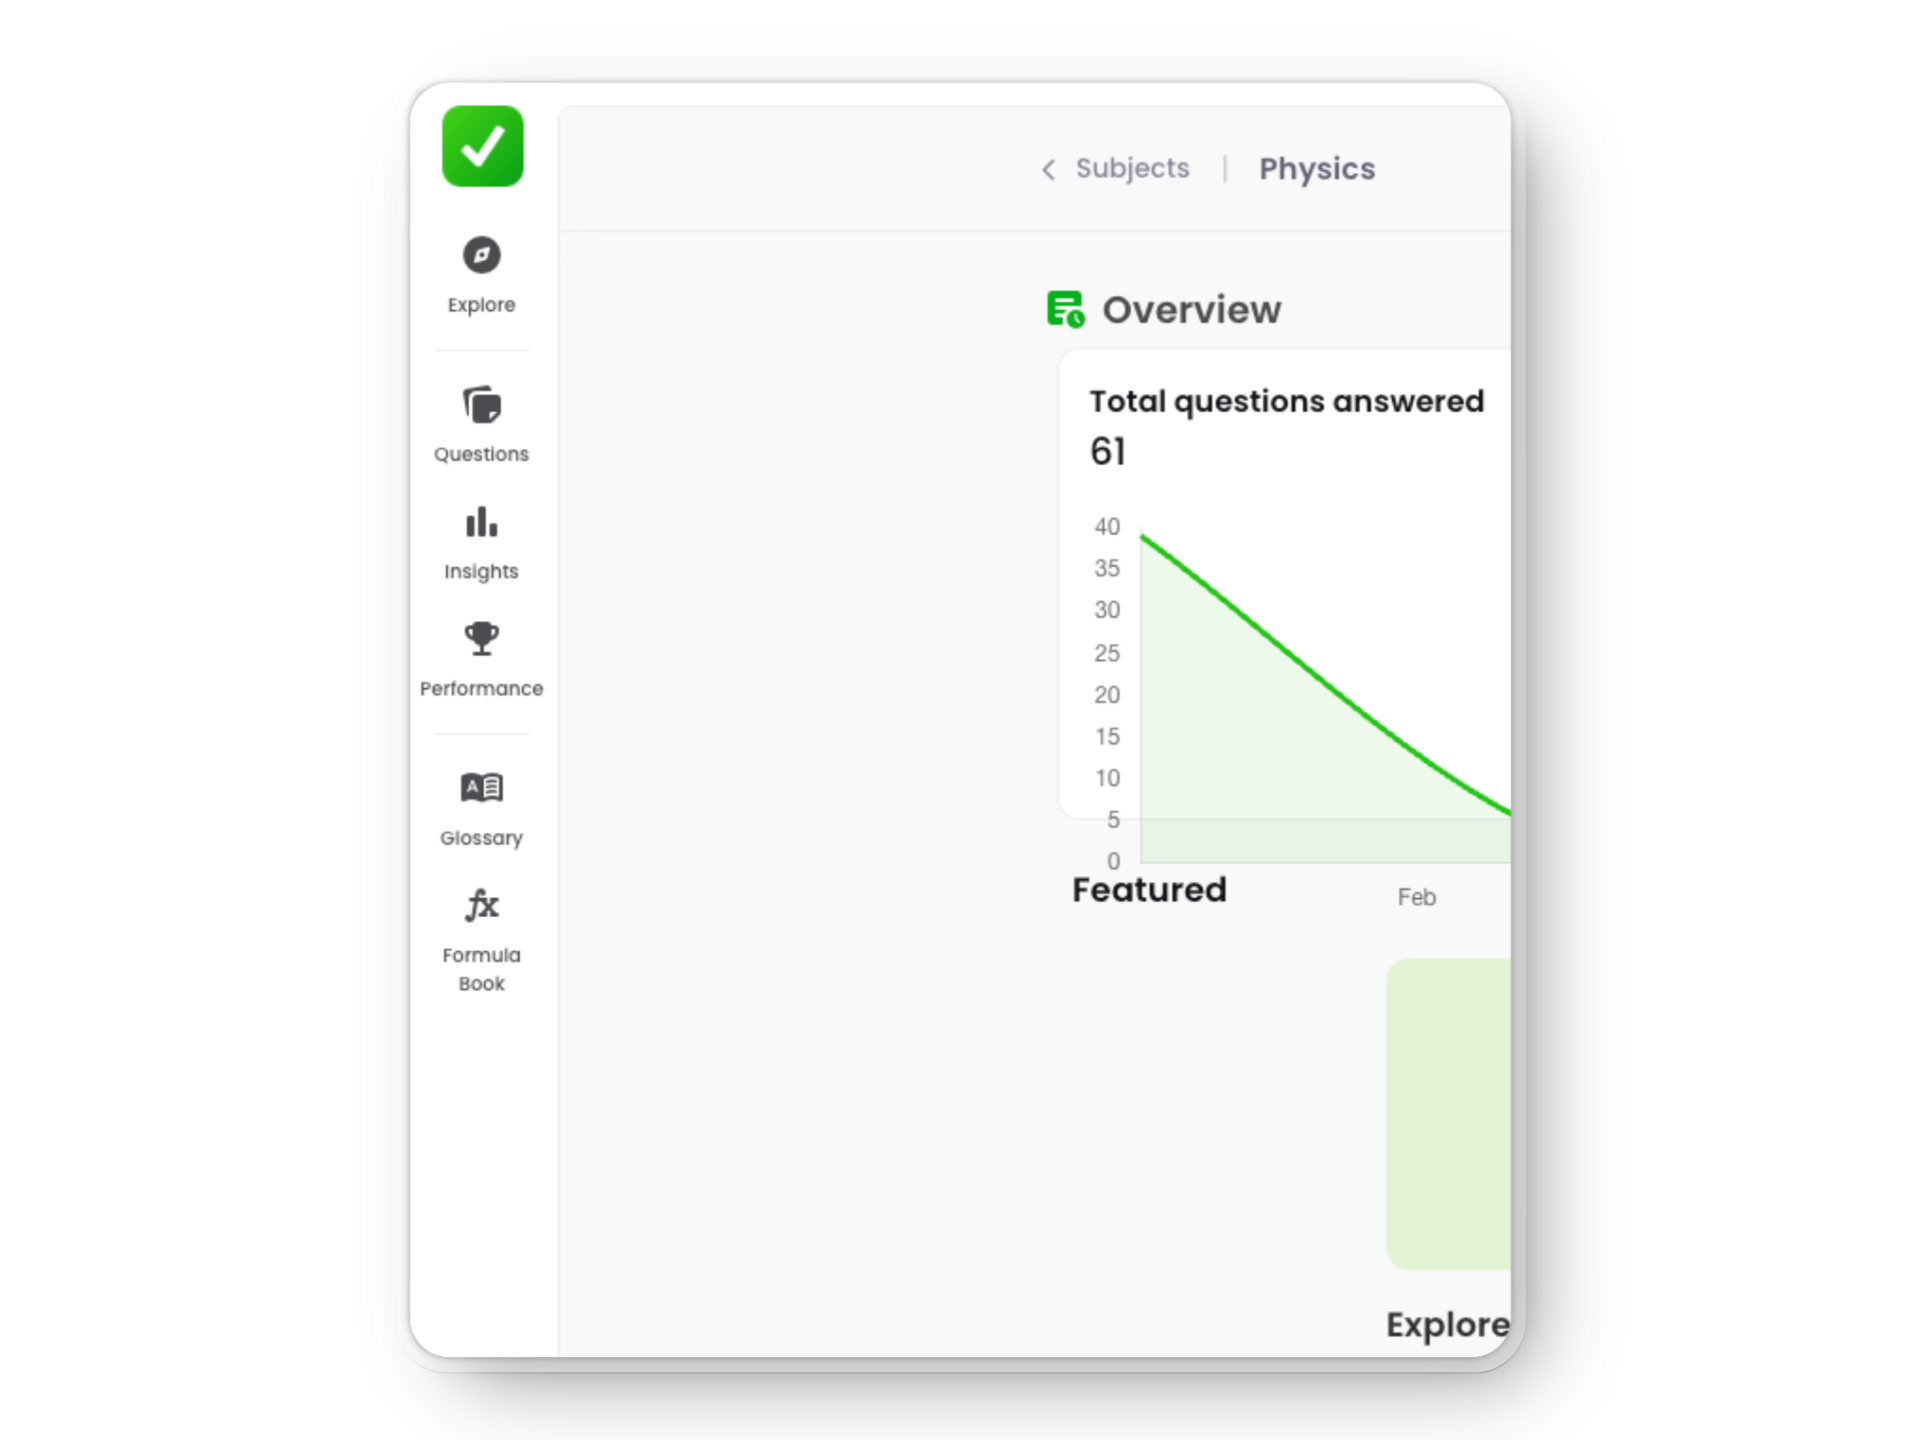 Subjects | Physics
Explore
Questions
Insights
Performance
Glossary
fx
Formula
Book
Overview
Total questions answered
61
40
35
30
25
20
15
10
5
0
Feb
Featured
Explore